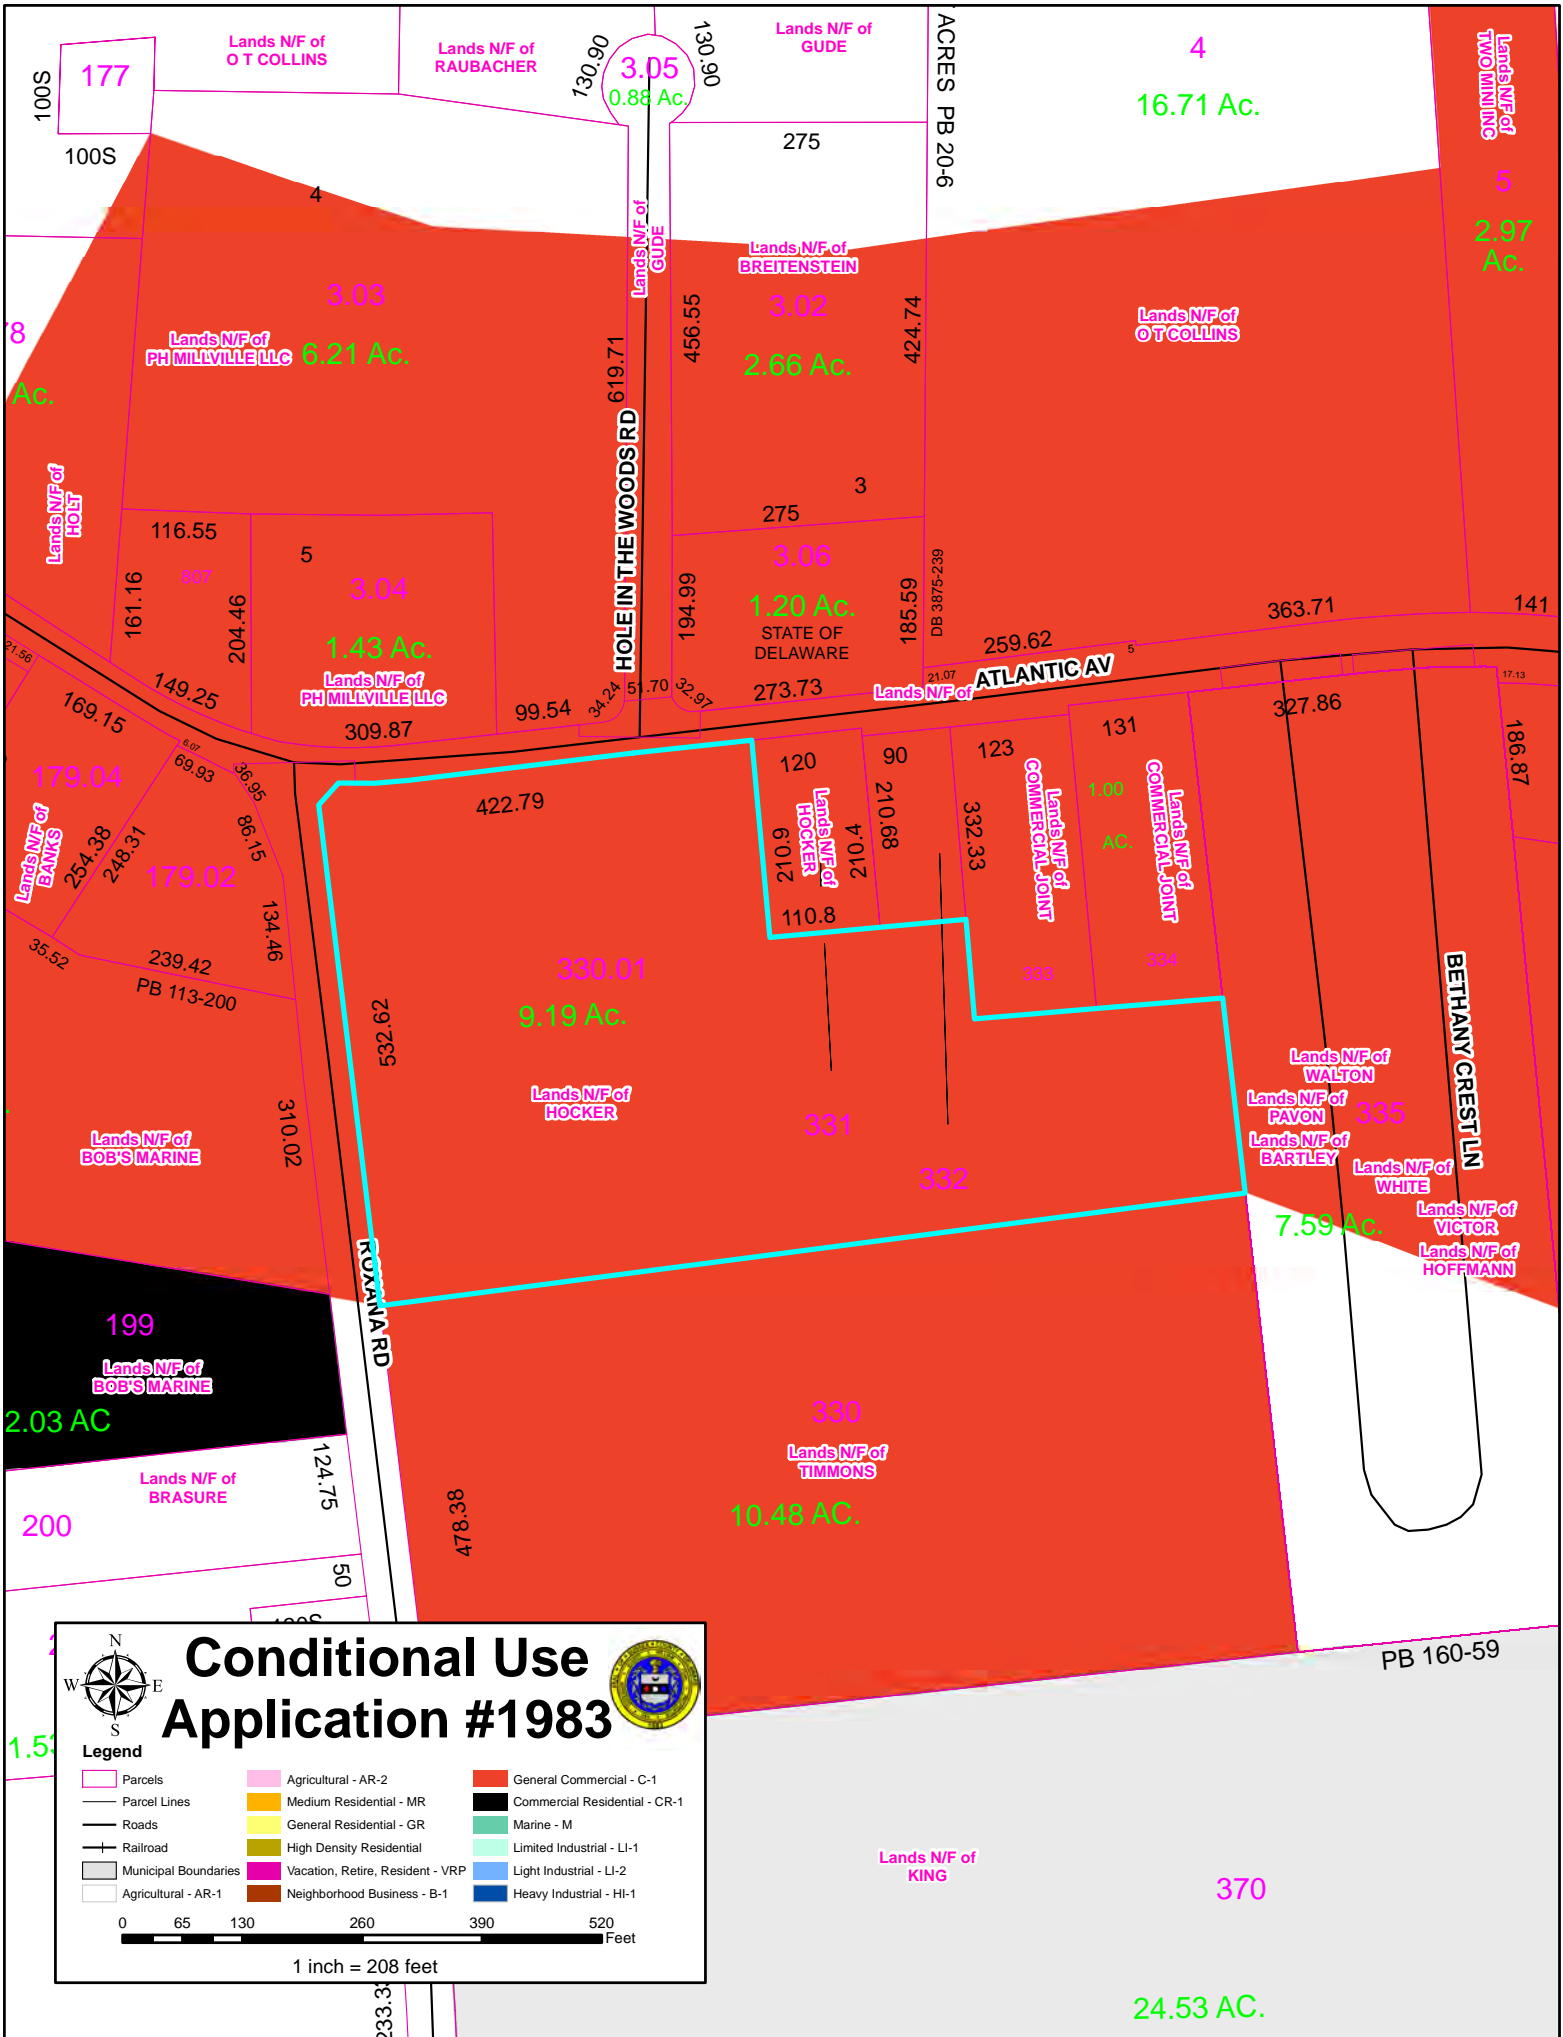 177
100S
100S
Lands N/F of
O T COLLINS
Lands N/F of
RAUBACHER
130.90
3.05
0.88 Ac.
130.90
Lands N/F of
GUDE
275
ACRES PB 20-6
4
16.71 Ac.
Lands N/F of
TWO MINI INC
5
2.97
Ac.
4
3.03
Lands N/F of
PH MILLVILLE LLC
6.21 Ac.
Lands N/F of
GUDE
Lands N/F of
BREITENSTEIN
3.02
2.66 Ac.
456.55
424.74
619.71
Lands N/F of
O T COLLINS
78
Ac.
Lands N/F of
HOLT
116.55
807
161.16
204.46
5
3.04
1.43 Ac.
Lands N/F of
PH MILLVILLE LLC
309.87
HOLE IN THE WOODS RD
3
275
3.06
1.20 Ac.
STATE OF
DELAWARE
194.99
185.59
DB 3875-239
259.62
5
363.71
141
21.56
149.25
169.15
99.54
34.24
51.70
32.97
273.73
21.07
Lands N/F of
ATLANTIC AV
327.86
17.13
186.87
6.07
69.93
36.95
179.04
Lands N/F of
BANKS
254.38
248.31
86.15
179.02
134.46
35.52
239.42
PB 113-200
422.79
120
90
123
131
Lands N/F of
HOCKER
210.9
210.4
210.68
332.33
110.8
Lands N/F of
COMMERCIAL JOINT
1.00
AC.
Lands N/F of
COMMERCIAL JOINT
333
334
330.01
9.19 Ac.
532.62
Lands N/F of
HOCKER
331
332
BETHANY CREST LN
Lands N/F of
WALTON
Lands N/F of
PAVON
335
Lands N/F of
BARTLEY
Lands N/F of
WHITE
Lands N/F of
VICTOR
Lands N/F of
HOFFMANN
7.59 Ac.
310.02
Lands N/F of
BOB'S MARINE
ROXANA RD
199
Lands N/F of
BOB'S MARINE
2.03 AC
Lands N/F of
BRASURE
200
124.75
50
478.38
330
Lands N/F of
TIMMONS
10.48 AC.
PB 160-59
1.53
N
W E
S
Conditional Use
Application #1983
Legend
Parcels
Parcel Lines
Roads
Railroad
Municipal Boundaries
Agricultural - AR-1
Agricultural - AR-2
Medium Residential - MR
General Residential - GR
High Density Residential
Vacation, Retire, Resident - VRP
Neighborhood Business - B-1
General Commercial - C-1
Commercial Residential - CR-1
Marine - M
Limited Industrial - LI-1
Light Industrial - LI-2
Heavy Industrial - HI-1
0 65 130 260 390 520
Feet
1 inch = 208 feet
Lands N/F of
KING
370
24.53 AC.